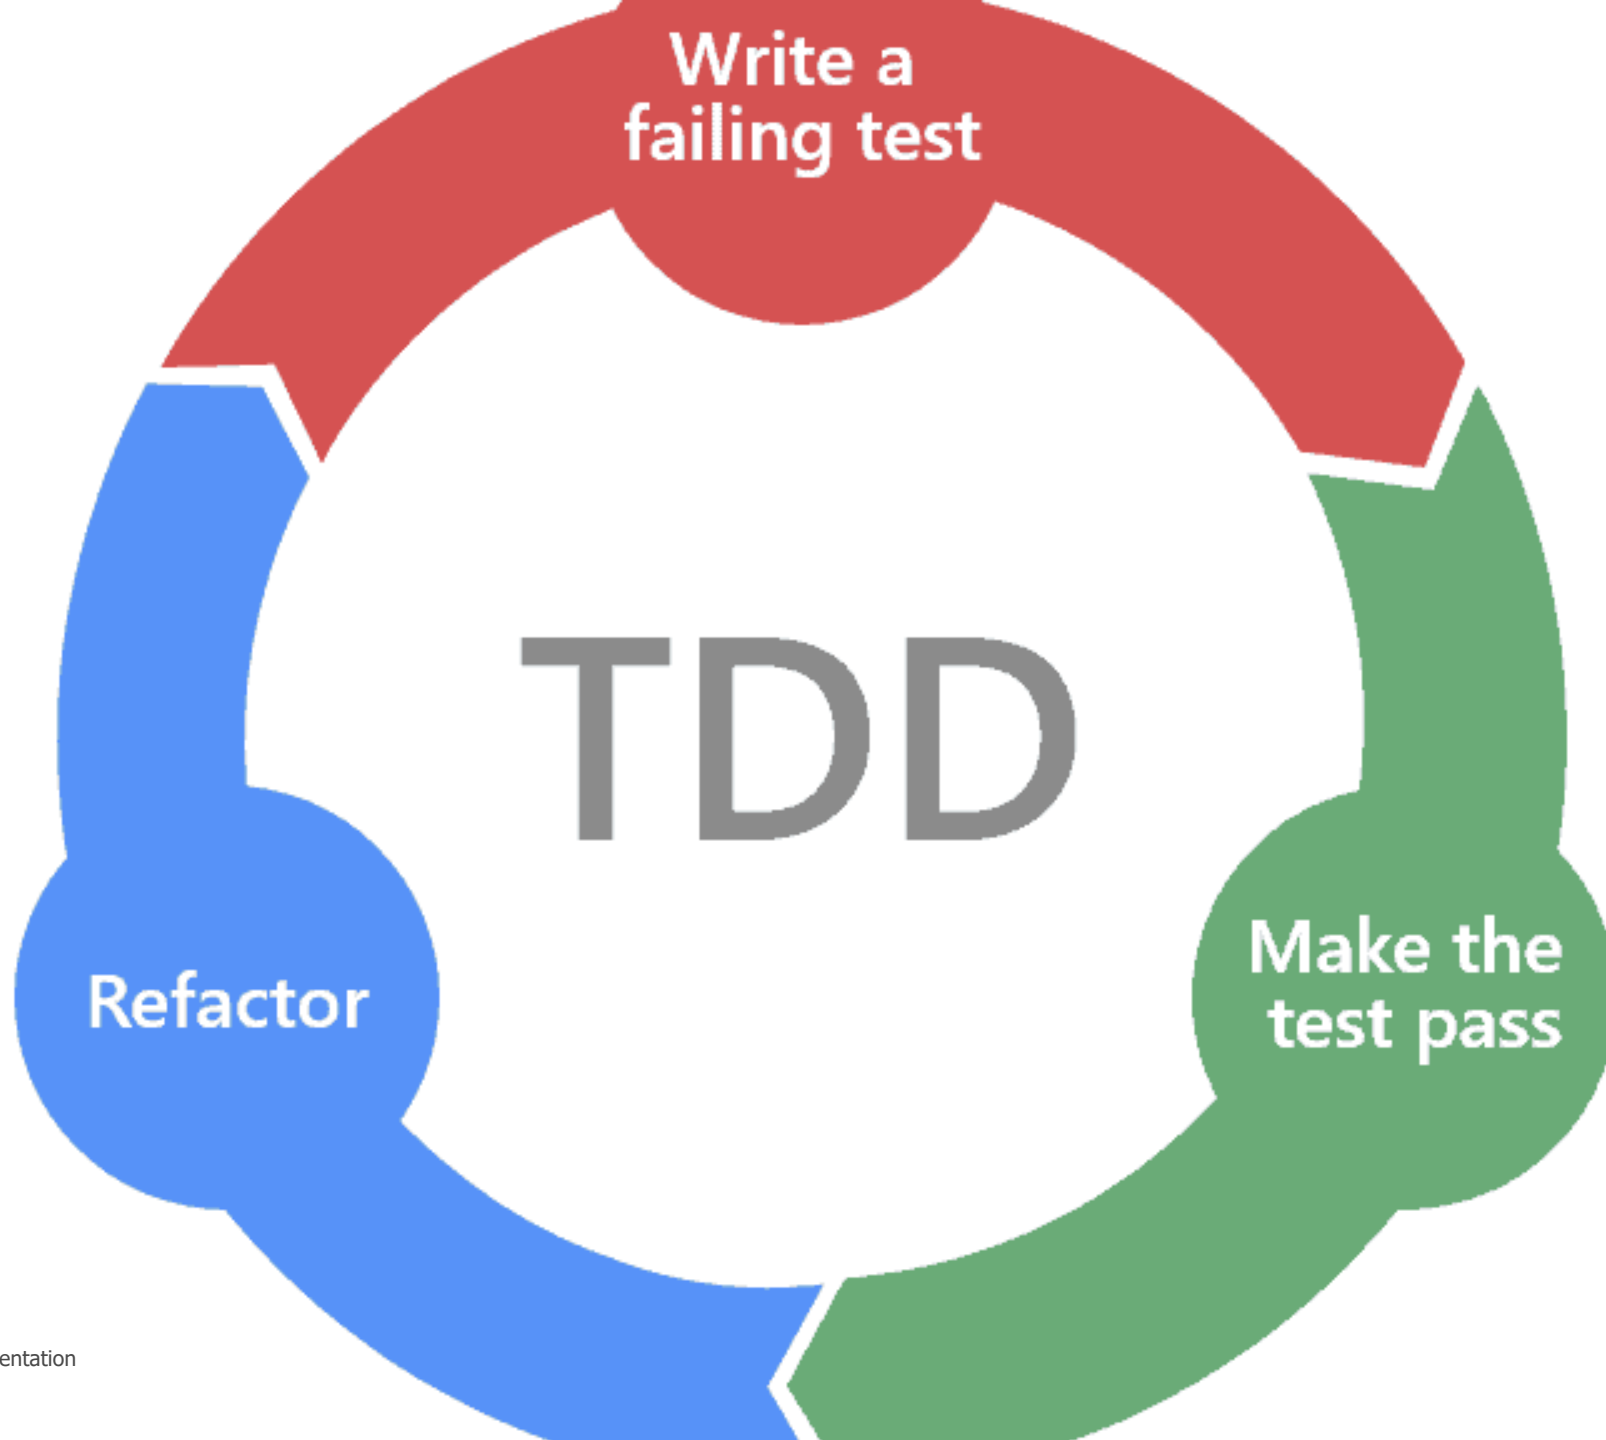 Write a
failing test
TDD
Make the
test pass
Refactor
entation